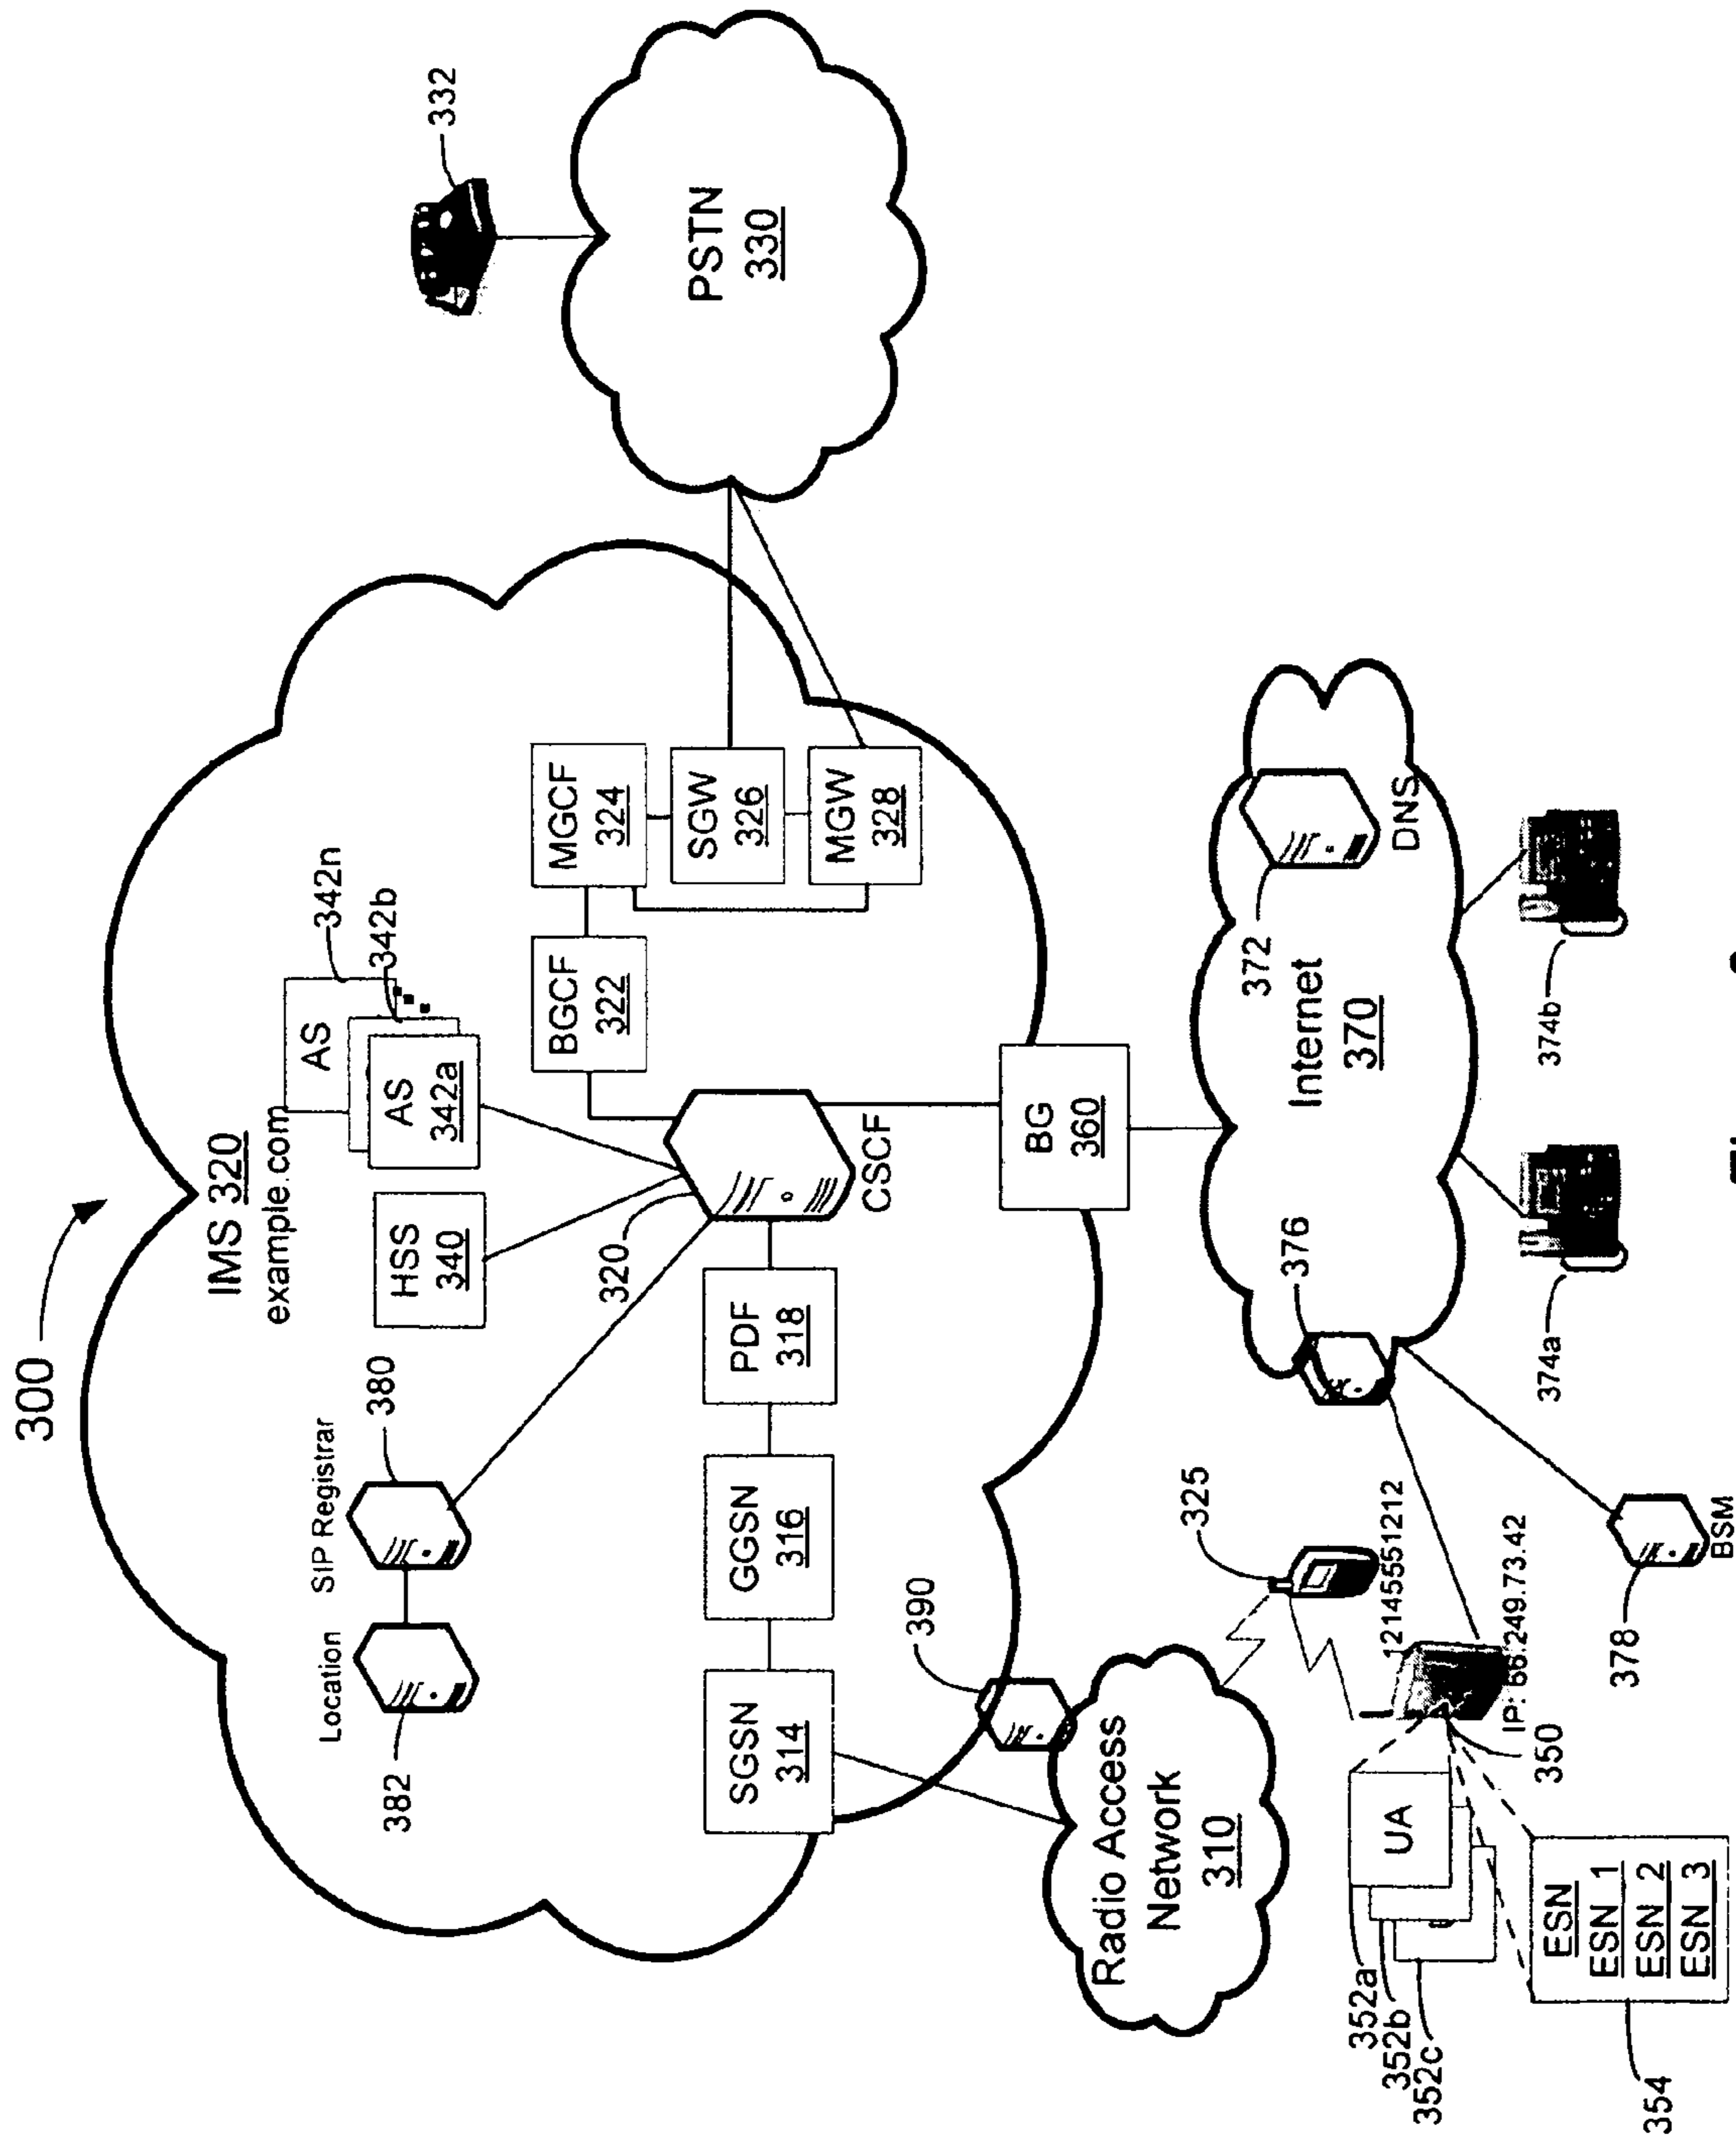 300
IMS 320
example.com
Location
SIP Registrar
382
380
HSS
340
AS
342a
AS
342b
342n
SGSN
314
GGSN
316
PDF
318
320
CSCF
BGCF
322
MGCF
324
SGW
326
MGW
328
332
PSTN
330
390
BG
360
Radio Access
Network
310
325
12145551212
IP: 66.249.73.42
350
UA
352a
352b
352c
ESN
ESN 1
ESN 2
ESN 3
354
376
Internet
370
372
DNS
BSM
378
374a
374b